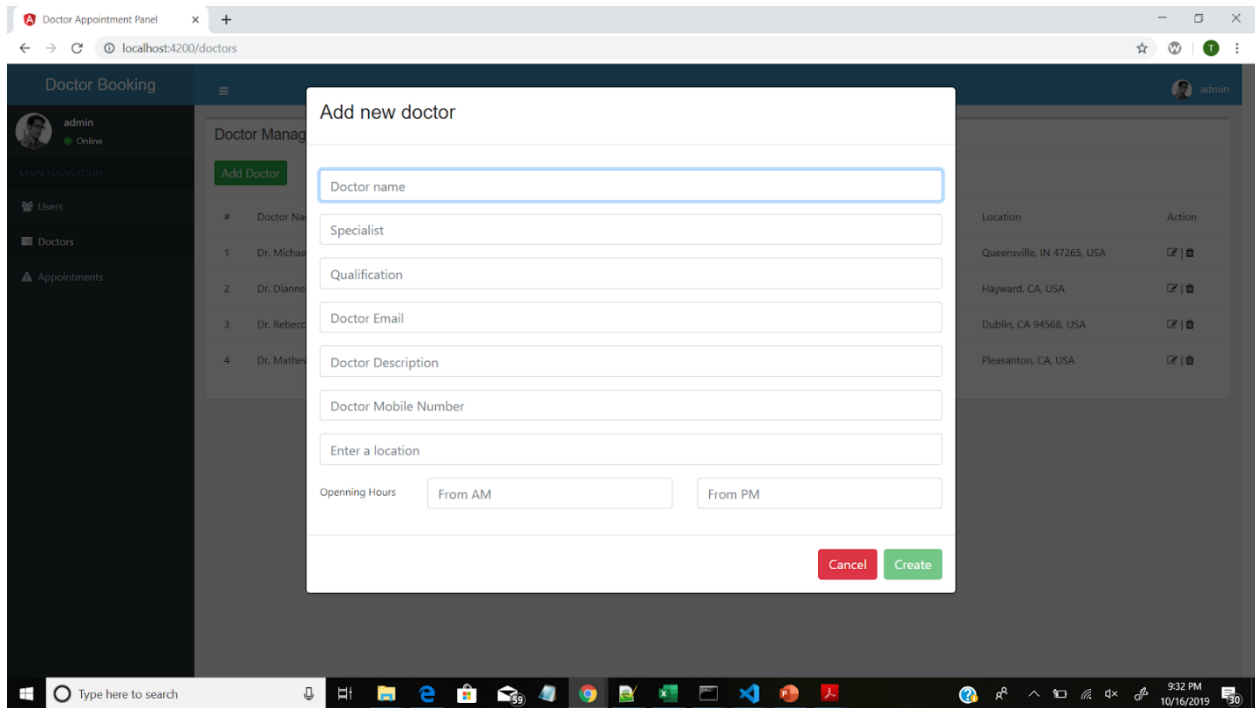 Doctor Appointment Panel
localhost:4200/doctors
T
Doctor Booking
admin
admin
Online
MAIN NAVIGATION
Users
Doctors
Appointments
Doctor Manag
Add Doctor
# Doctor Na Location Action
1 Dr. Michae Queensville, IN 47265, USA |
2 Dr. Dianne Hayward, CA, USA |
3 Dr. Rebecc Dublin, CA 94568, USA |
4 Dr. Mathew Pleasanton, CA, USA |
Add new doctor
Doctor name
Specialist
Qualification
Doctor Email
Doctor Description
Doctor Mobile Number
Enter a location
Openning Hours From AM From PM
Cancel Create
Type here to search
59
9:32 PM
10/16/2019
30